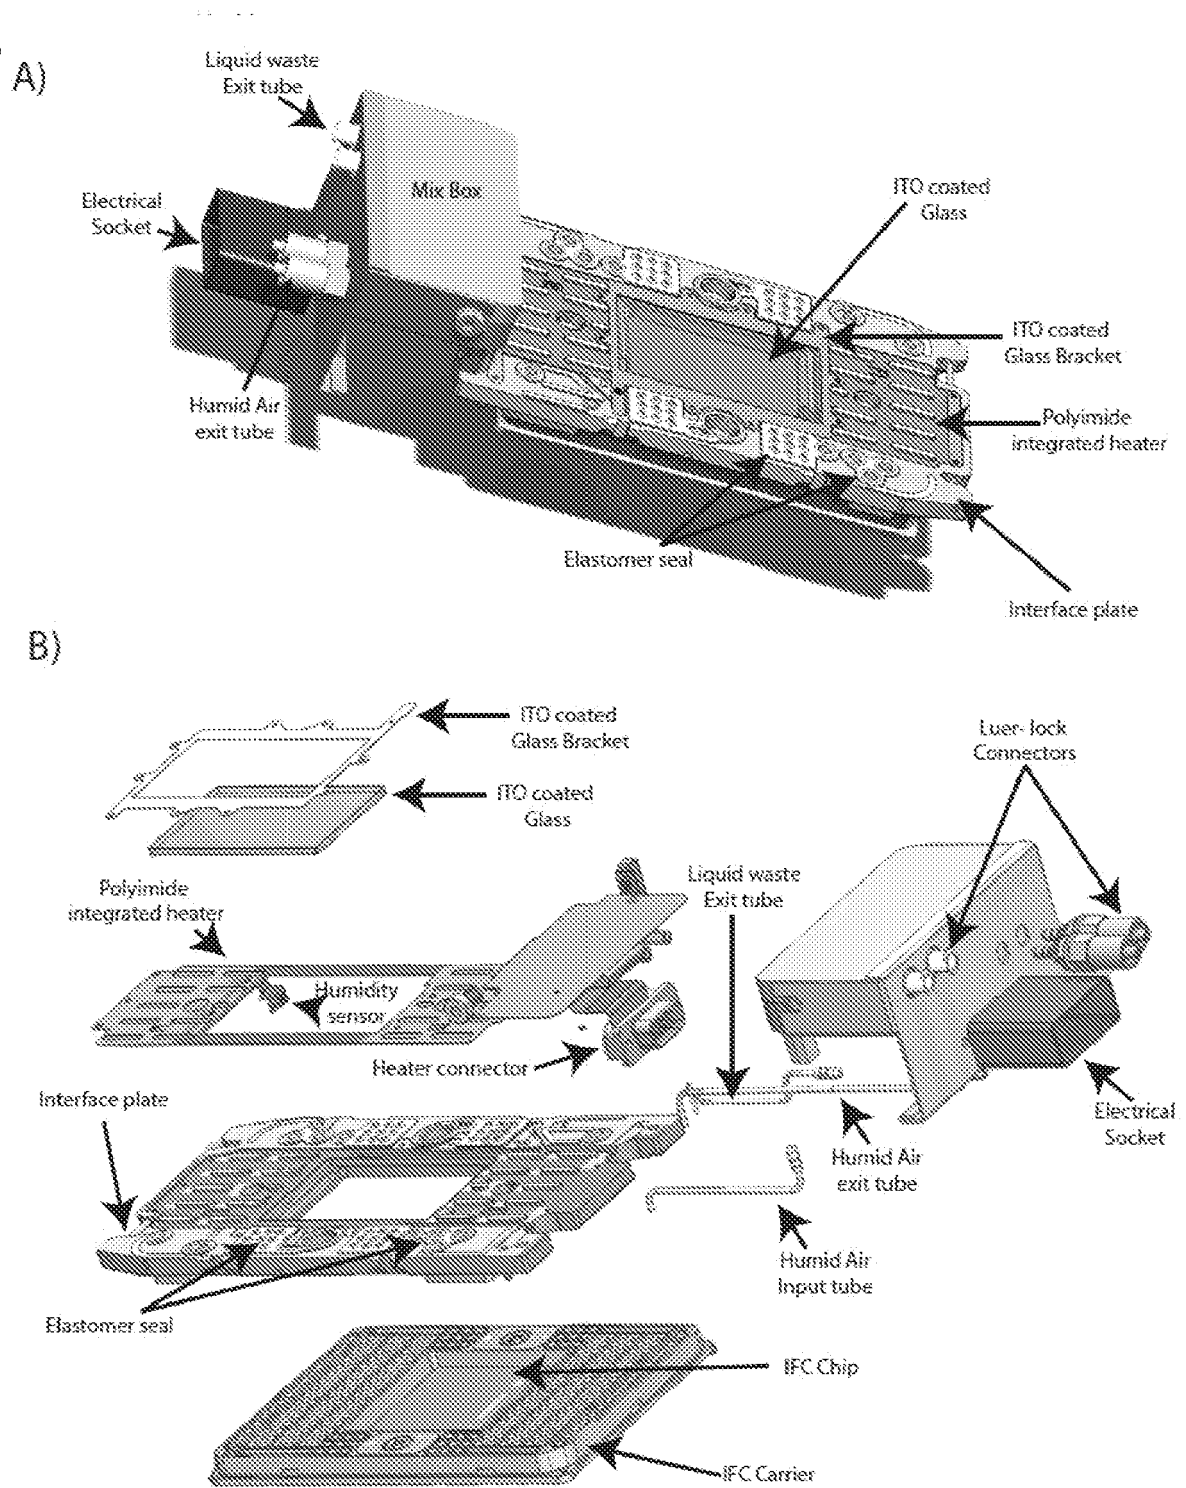 A)
Liquid waste
Exit tube
Mix Box
Electrical
Socket
ITO coated
Glass
ITO coated
Glass Bracket
Humid Air
exit tube
Polyimide
integrated heater
Elastomer seal
Interface plate
B)
ITO coated
Glass Bracket
Luer- lock
Connectors
ITO coated
Glass
Liquid waste
Exit tube
Polyimide
integrated heater
Humidity
sensor
Heater connector
Interface plate
Electrical
Socket
Humid Air
exit tube
Humid Air
Input tube
Elastomer seal
IFC Chip
IFC Carrier